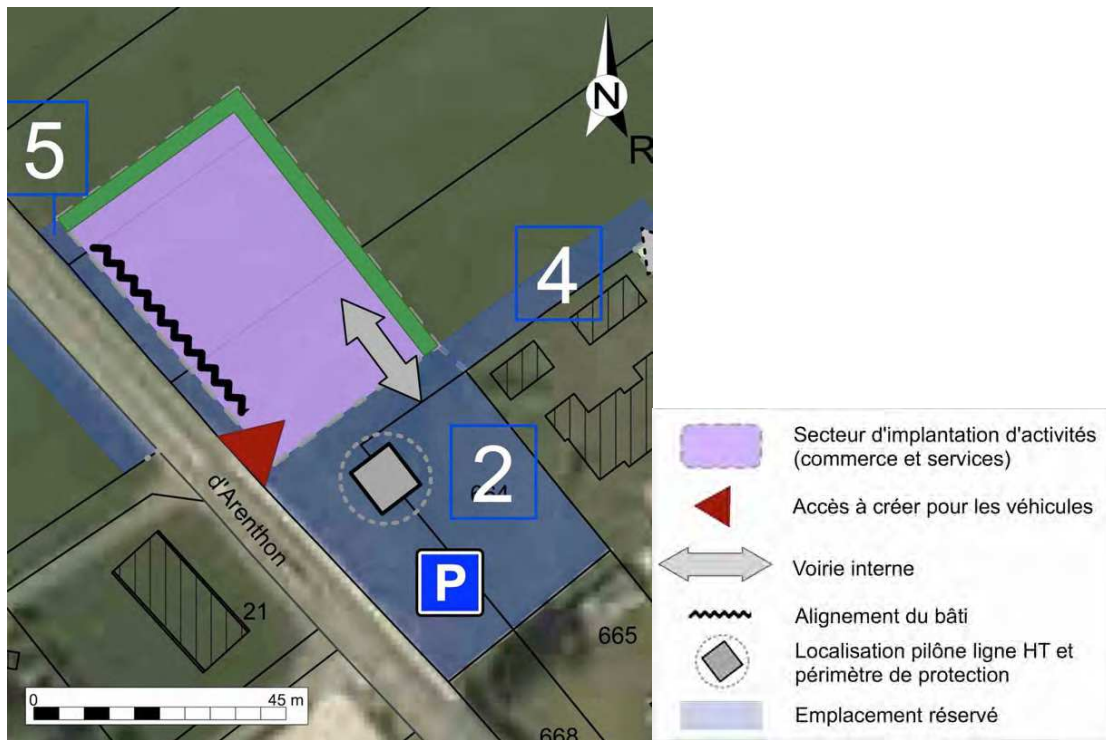 N
R
5
4
2
664
d'Arenthon
P
21
665
668
0 45 m
Secteur d'implantation d'activités
(commerce et services)
Accès à créer pour les véhicules
Voirie interne
Alignement du bâti
Localisation pilône ligne HT et
périmètre de protection
Emplacement réservé